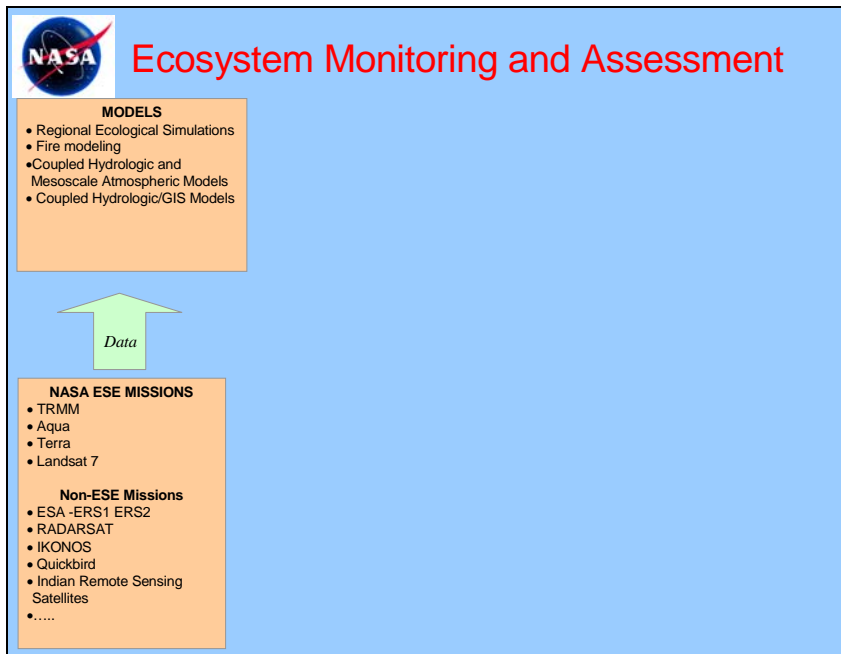 NASA
Ecosystem Monitoring and Assessment
MODELS
• Regional Ecological Simulations
• Fire modeling
•Coupled Hydrologic and
Mesoscale Atmospheric Models
• Coupled Hydrologic/GIS Models
Data
NASA ESE MISSIONS
• TRMM
• Aqua
• Terra
• Landsat 7
Non-ESE Missions
• ESA -ERS1 ERS2
• RADARSAT
• IKONOS
• Quickbird
• Indian Remote Sensing
Satellites
•…..